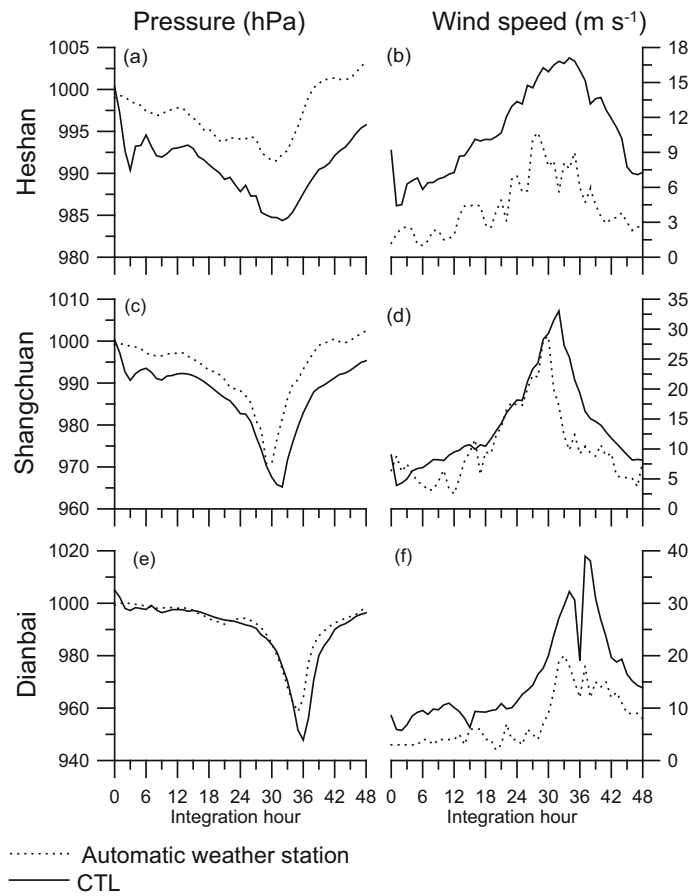 Pressure (hPa) Wind speed (m s⁻¹)
Heshan
(a)
1005
1000
995
990
985
980
(b)
18
15
12
9
6
3
0
Shangchuan
(c)
1010
1000
990
980
970
960
(d)
35
30
25
20
15
10
5
0
Dianbai
(e)
1020
1000
980
960
940
(f)
40
30
20
10
0
0 6 12 18 24 30 36 42 48 0 6 12 18 24 30 36 42 48
Integration hour Integration hour
Automatic weather station
CTL